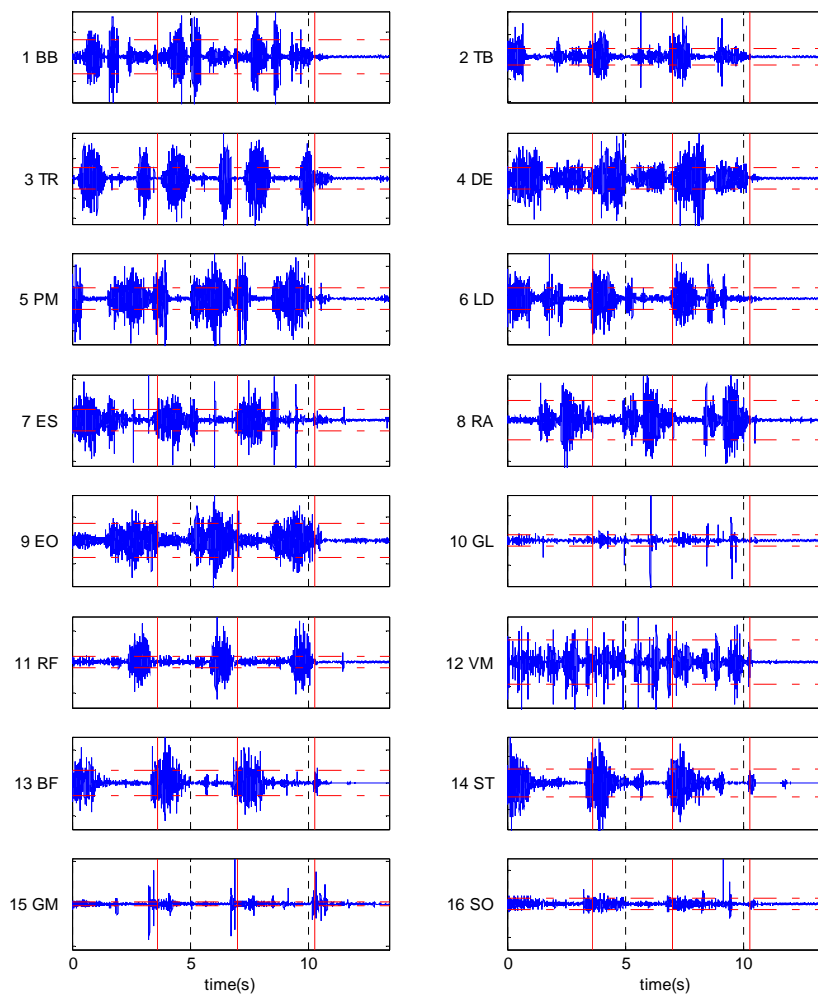 1 BB
2 TB
3 TR
4 DE
5 PM
6 LD
7 ES
8 RA
9 EO
10 GL
11 RF
12 VM
13 BF
14 ST
15 GM
16 SO
0 5 10
0 5 10
time(s)
time(s)